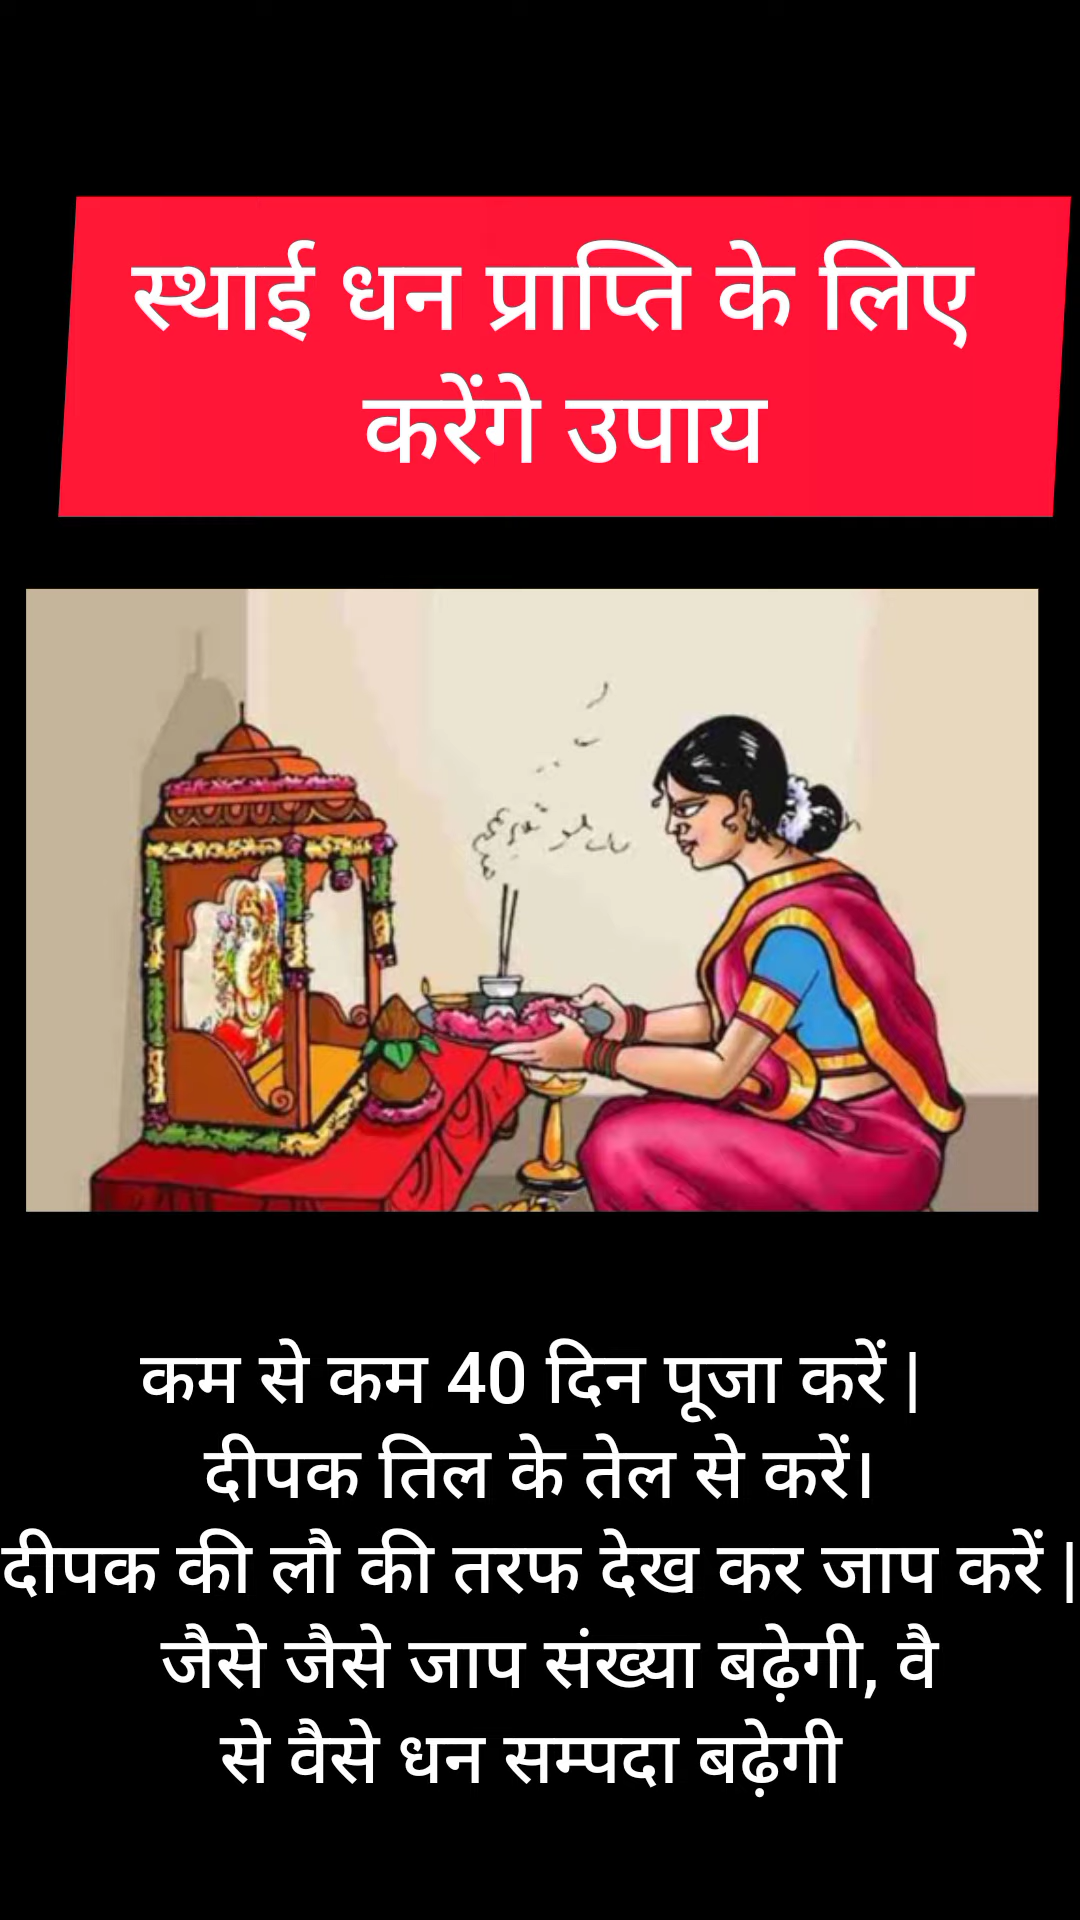 स्थाई धन प्राप्ति के लिए
करेंगे उपाय
कम से कम 40 दिन पूजा करें |
दीपक तिल के तेल से करें।
दीपक की लौ की तरफ देख कर जाप करें |
जैसे जैसे जाप संख्या बढ़ेगी, वै
से वैसे धन सम्पदा बढ़ेगी